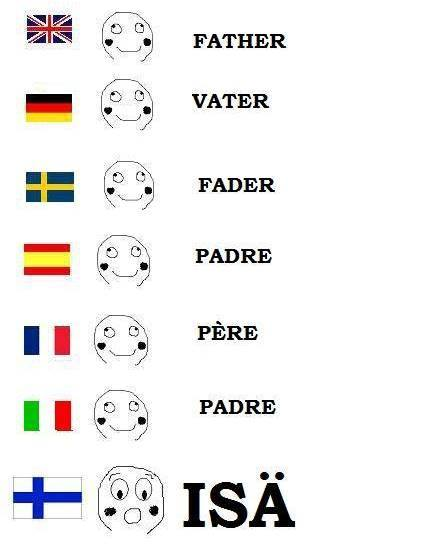 FATHER
VATER
FADER
PADRE
PÈRE
PADRE
ISÄ